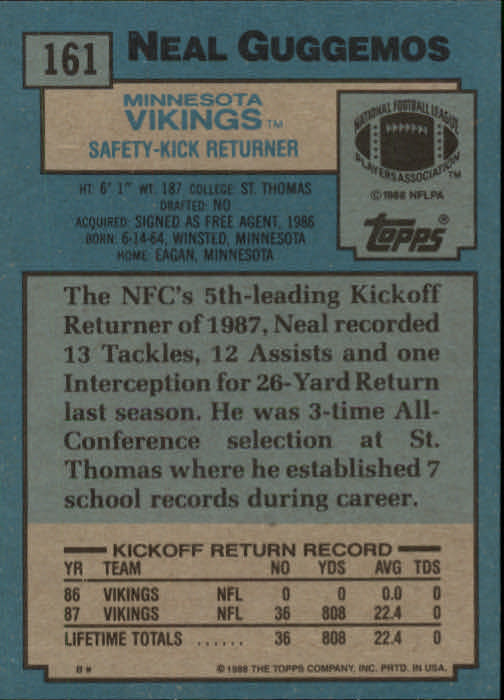 161
NEAL GUGGEMOS
MINNESOTA
VIKINGS™
SAFETY-KICK RETURNER
NATIONAL FOOTBALL LEAGUE
PLAYERS ASSOCIATION™
© 1988 NFLPA
Topps®
HT: 6' 1" WT: 187 COLLEGE: ST. THOMAS
DRAFTED: NO
ACQUIRED: SIGNED AS FREE AGENT, 1986
BORN: 6-14-64, WINSTED, MINNESOTA
HOME: EAGAN, MINNESOTA
The NFC's 5th-leading Kickoff
Returner of 1987, Neal recorded
13 Tackles, 12 Assists and one
Interception for 26-Yard Return
last season. He was 3-time All-
Conference selection at St.
Thomas where he established 7
school records during career.
KICKOFF RETURN RECORD
YR TEAM NO YDS AVG TDS
86 VIKINGS NFL 0 0 0.0 0
87 VIKINGS NFL 36 808 22.4 0
LIFETIME TOTALS ...... 36 808 22.4 0
B* © 1988 THE TOPPS COMPANY, INC. PRTD. IN USA.